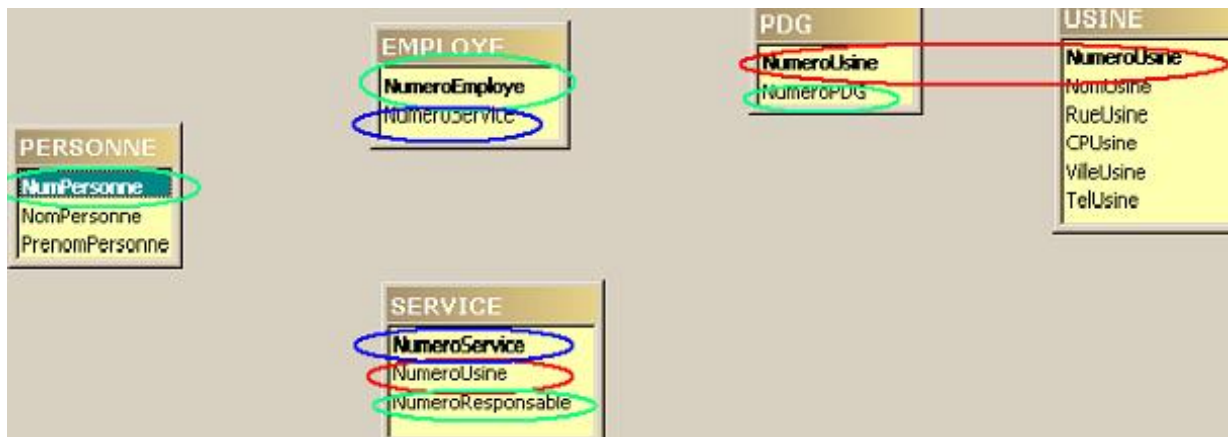 PERSONNE
NumPersonne
NomPersonne
PrenomPersonne
EMPLOYE
NumeroEmploye
NumeroService
SERVICE
NumeroService
NumeroUsine
NumeroResponsable
PDG
NumeroUsine
NumeroPDG
USINE
NumeroUsine
NomUsine
RueUsine
CPUsine
VilleUsine
TelUsine